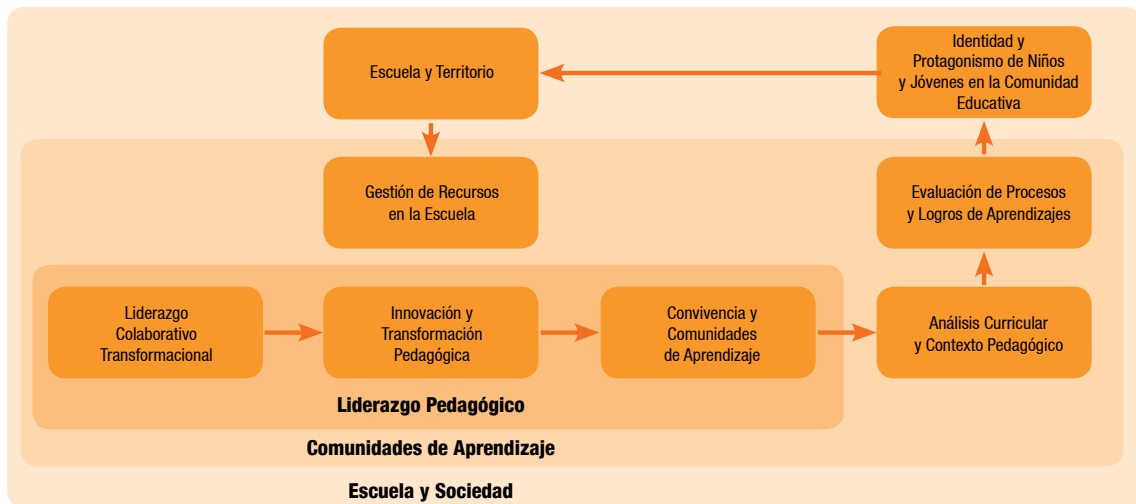 Escuela y Territorio
Identidad y
Protagonismo de Niños
y Jóvenes en la Comunidad
Educativa
Gestión de Recursos
en la Escuela
Evaluación de Procesos
y Logros de Aprendizajes
Liderazgo
Colaborativo
Transformacional
Innovación y
Transformación
Pedagógica
Convivencia y
Comunidades
de Aprendizaje
Análisis Curricular
y Contexto Pedagógico
Liderazgo Pedagógico
Comunidades de Aprendizaje
Escuela y Sociedad